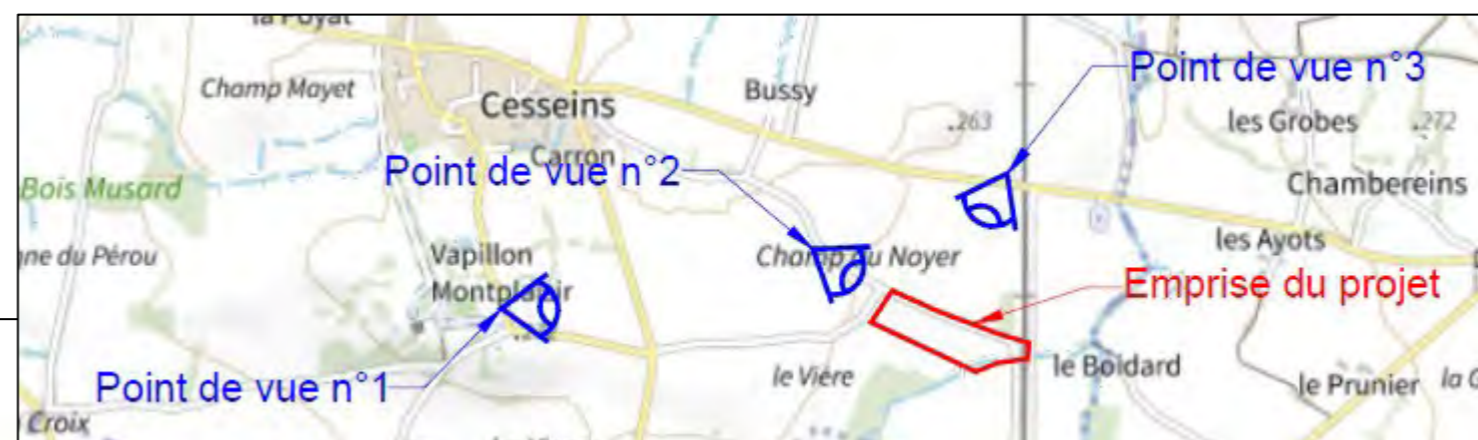 la Poyat
Champ Mayet
Cesseins
Bussy
Point de vue n°3
.263
les Grobes
.272
Carron
Point de vue n°2
Bois Musard
Chambereins
gne du Pérou
Vapillon
Champ du Noyer
les Ayots
Montplaisir
Emprise du projet
Point de vue n°1
le Vière
le Boidard
le Prunier
la G
Croix